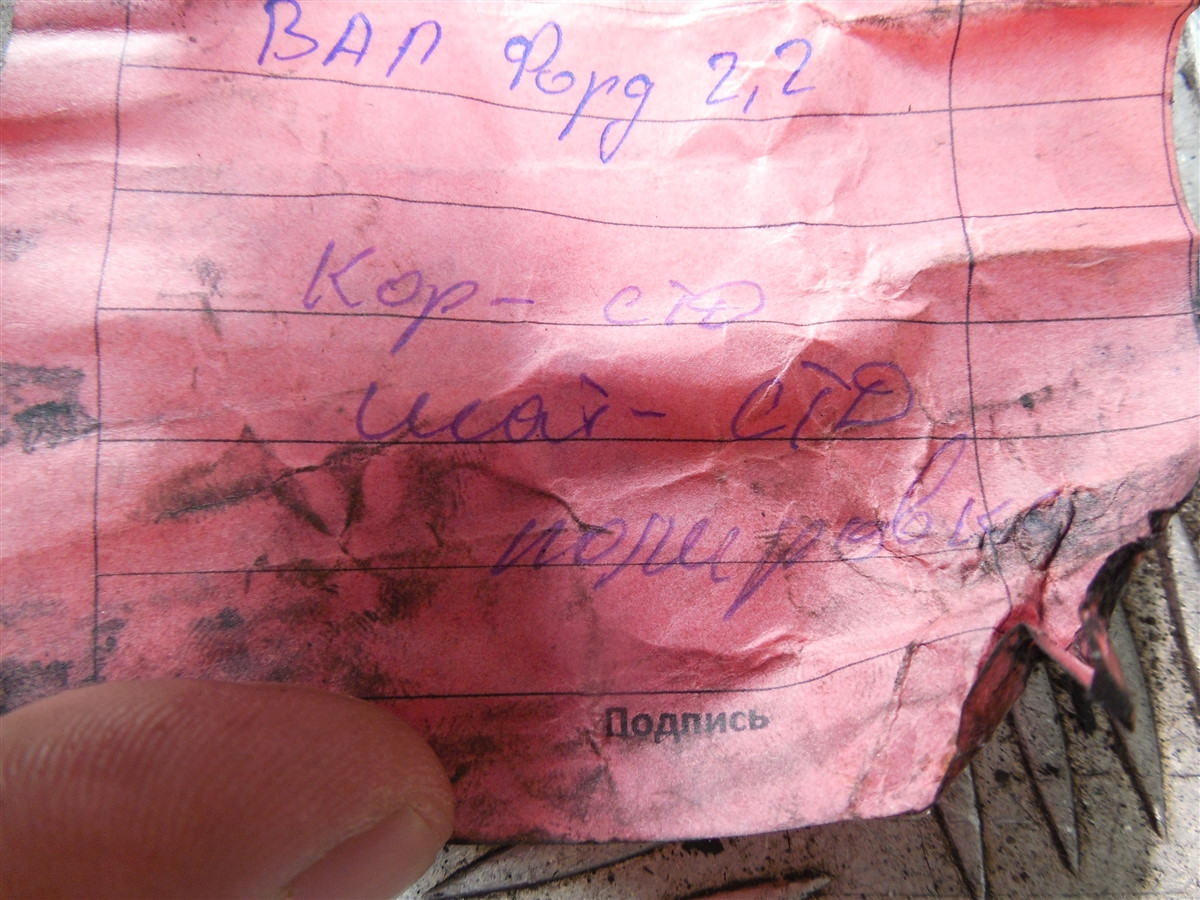 ВАЛ Форд 2,2
Кор- СТД
шат- СТД
полировка
Подпись